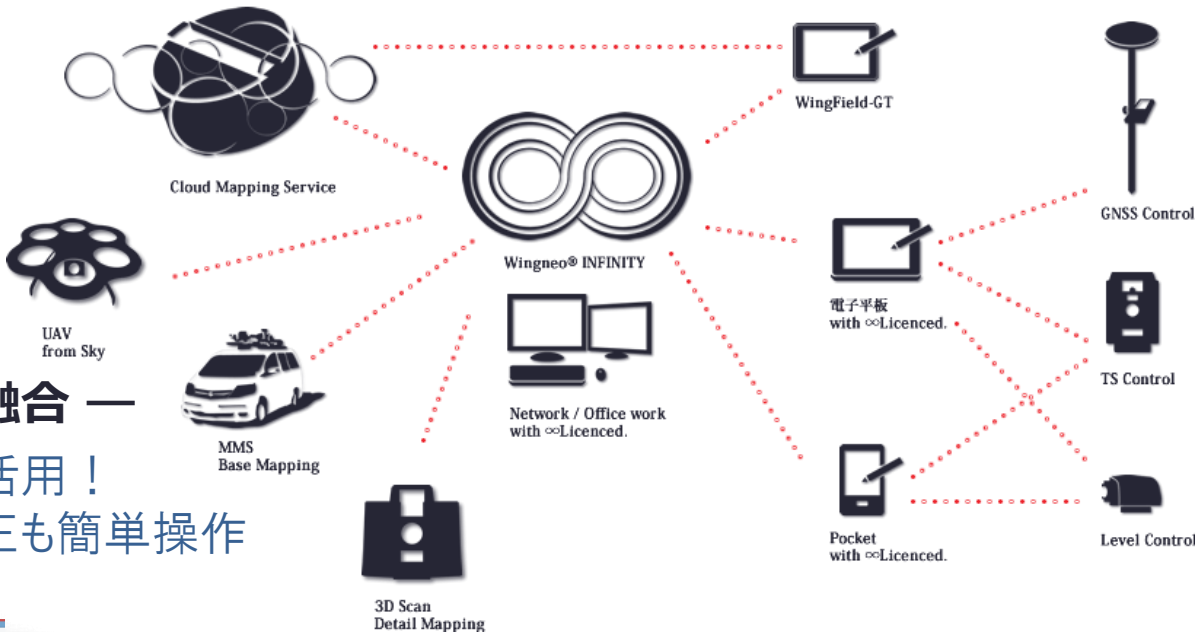 WingField-GT
Cloud Mapping Service
GNSS Control
Wingneo® INFINITY
電子平板
with ∞Licenced.
UAV
from Sky
TS Control
融合 ―
Network / Office work
with ∞Licenced.
MMS
Base Mapping
活用！
も簡単操作
Pocket
with ∞Licenced.
Level Control
3D Scan
Detail Mapping